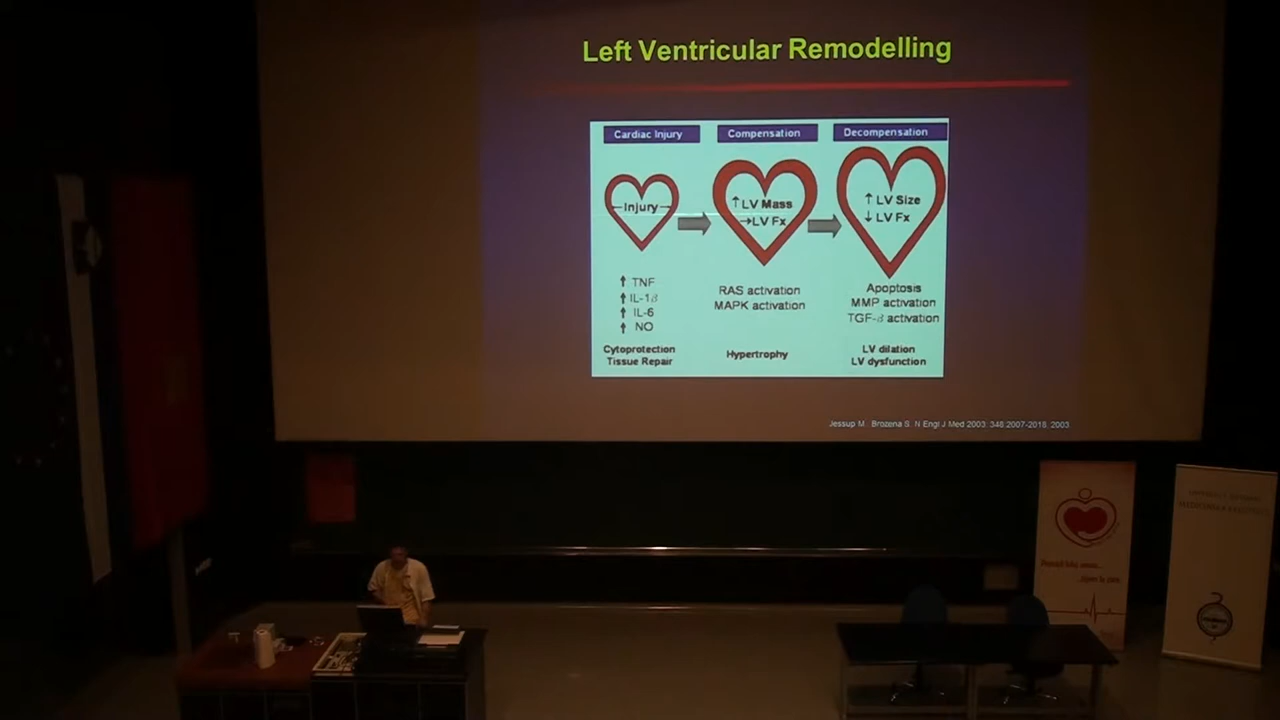 Left Ventricular Remodelling
Cardiac Injury
Compensation
Decompensation
Injury
↑ LV Mass
→LV Fx
↑ LV Size
↓ LV Fx
↑ TNF
↑ IL-1β
↑ IL-6
↑ NO
RAS activation
MAPK activation
Apoptosis
MMP activation
TGF-β activation
Cytoprotection
Tissue Repair
Hypertrophy
LV dilation
LV dysfunction
Jessup M. Brozena S. N Engl J Med 2003; 348:2007-2018, 2003